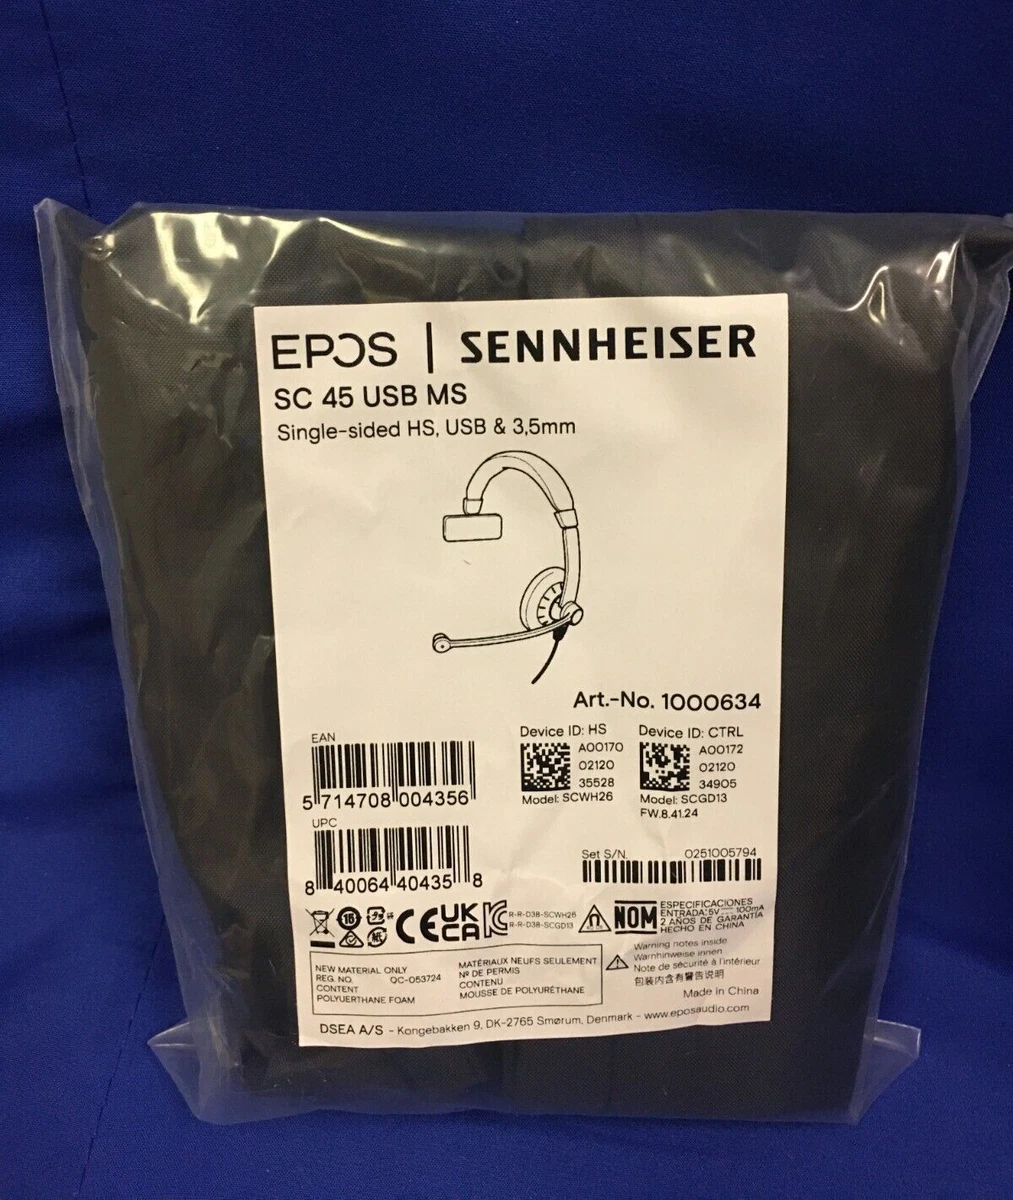 EPOS | SENNHEISER
SC 45 USB MS
Single-sided HS, USB & 3,5mm
Art.-No. 1000634
EAN
5 714708 004356
UPC
8 40064 40435 8
Device ID: HS
A00170
02120
35528
Model: SCWH26
Device ID: CTRL
A00172
02120
34905
Model: SCGD13
FW.8.41.24
Set S/N. 0251005794
CE UK CA
R-R-D38-SCWH26
R-R-D38-SCGD13
NOM
ESPECIFICACIONES
ENTRADA: 5V 100mA
2 AÑOS DE GARANTÍA
HECHO EN CHINA
NEW MATERIAL ONLY
REG. NO. QC-053724
CONTENT
POLYUERTHANE FOAM
MATÉRIAUX NEUFS SEULEMENT
Nº DE PERMIS
CONTENU
MOUSSE DE POLYURÉTHANE
Warning notes inside
Warnhinweise innen
Note de sécurité à l'intérieur
包装内含有警告说明
Made in China
DSEA A/S - Kongebakken 9, DK-2765 Smørum, Denmark - www.eposaudio.com